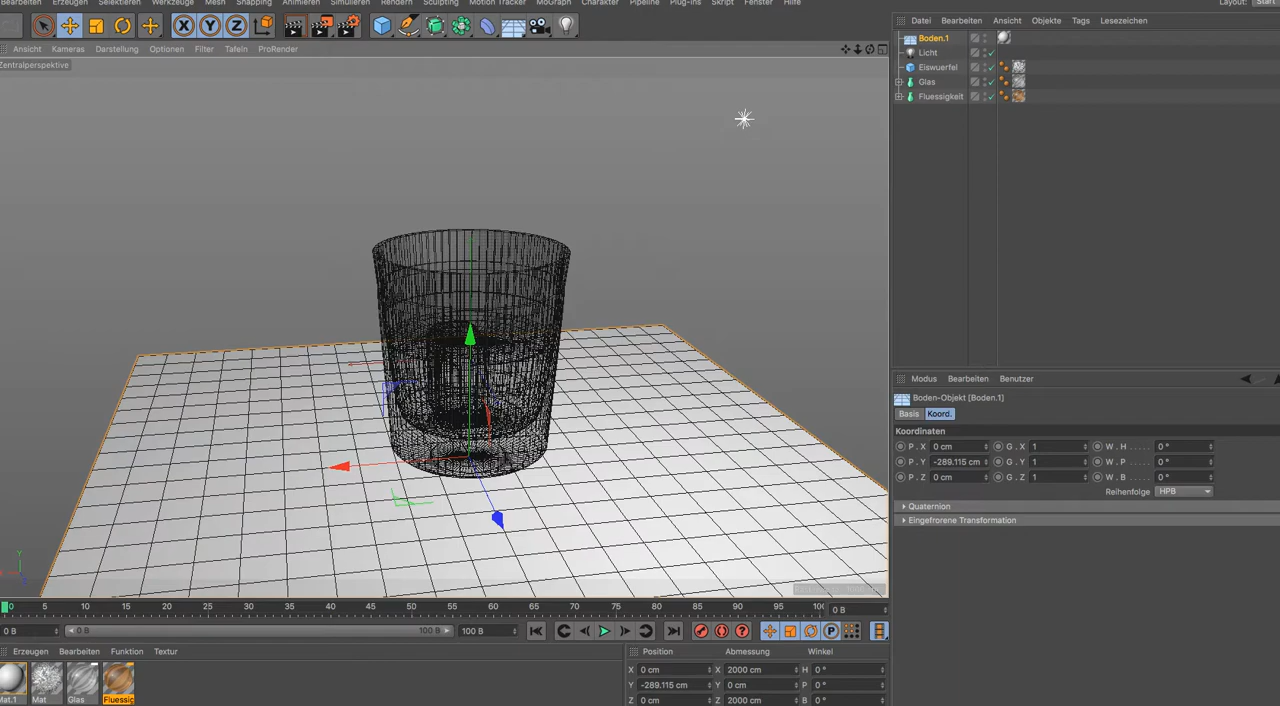 Bearbeiten Erzeugen Selektieren Werkzeuge Mesh Snapping Animieren Simulieren Rendern Sculpting Motion Tracker MoGraph Charakter Pipeline Plug-ins Script Fenster Hilfe Layout: Start
X Y Z
Ansicht Kameras Darstellung Optionen Filter Tafeln ProRender
Zentralperspektive
Datei Bearbeiten Ansicht Objekte Tags Lesezeichen
Boden.1
Licht
Eiswuerfel
Glas
Fluessigkeit
Modus Bearbeiten Benutzer
Boden-Objekt [Boden.1]
Basis Koord.
Koordinaten
P . X 0 cm G . X 1 W . H 0 °
P . Y -289.115 cm G . Y 1 W . P 0 °
P . Z 0 cm G . Z 1 W . B 0 °
Reihenfolge HPB
Quaternion
Eingefrorene Transformation
Y
0 5 10 15 20 25 30 35 40 45 50 55 60 65 70 75 80 85 90 95 100 0 B
0 B 0 B 100 B 100 B P
Erzeugen Bearbeiten Funktion Textur
Mat.1 Mat Glas Fluessig
Position Abmessung Winkel
X 0 cm X 2000 cm H 0 °
Y -289.115 cm Y 0 cm P 0 °
Z 0 cm Z 2000 cm B 0 °